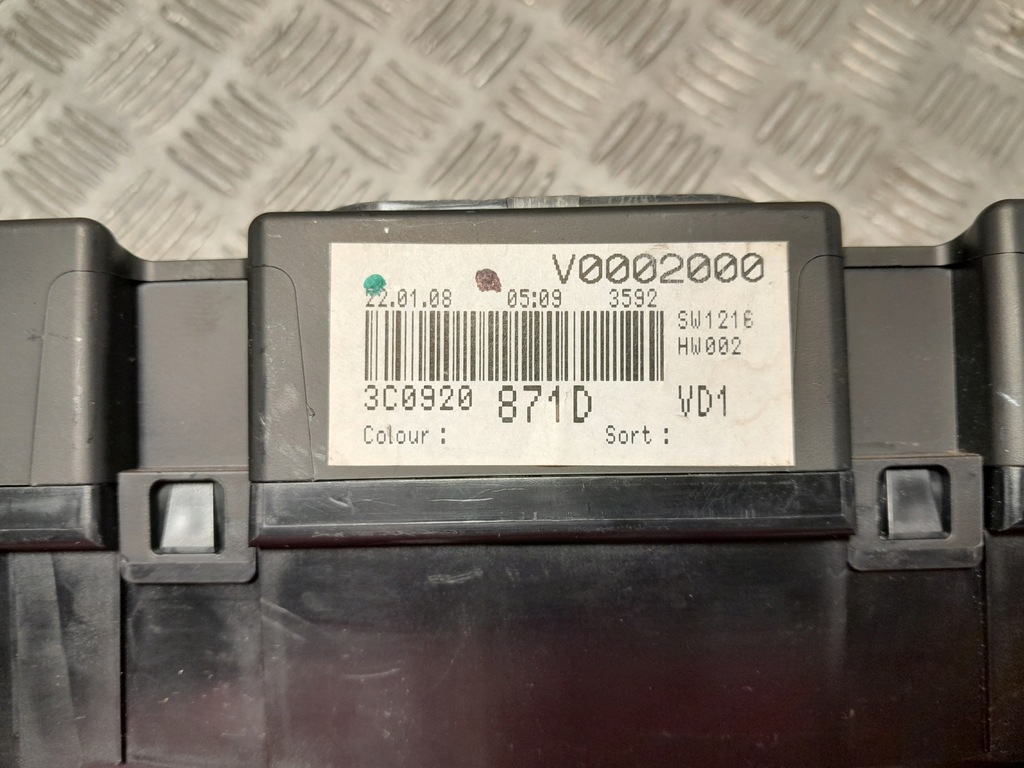 V0002000
22.01.08 05:09 3592
SW1216
HW002
3C0920 871D VD1
Colour : Sort :